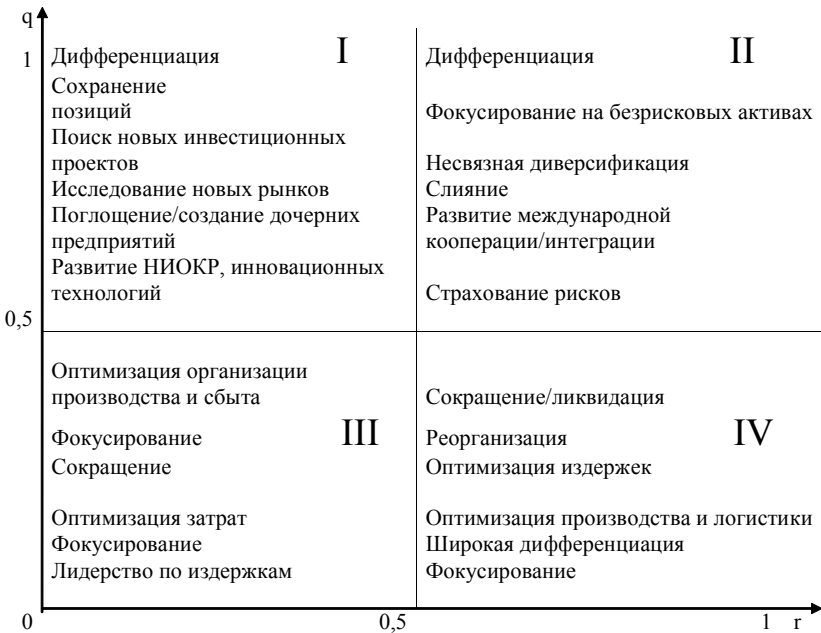 q
1
Дифференциация
I
Сохранение
позиций
Поиск новых инвестиционных
проектов
Исследование новых рынков
Поглощение/создание дочерних
предприятий
Развитие НИОКР, инновационных
технологий
Дифференциация
II
Фокусирование на безрисковых активах
Несвязная диверсификация
Слияние
Развитие международной
кооперации/интеграции
Страхование рисков
0,5
Оптимизация организации
производства и сбыта
Фокусирование
III
Сокращение
Оптимизация затрат
Фокусирование
Лидерство по издержкам
Сокращение/ликвидация
Реорганизация
IV
Оптимизация издержек
Оптимизация производства и логистики
Широкая дифференциация
Фокусирование
0
0,5
1
r